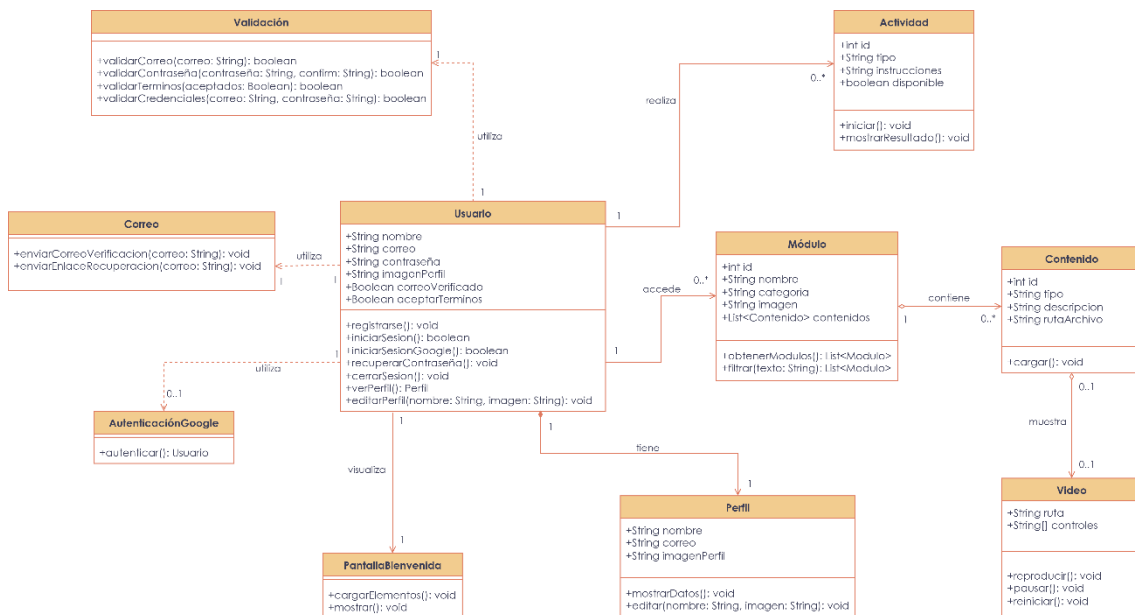 Validación
+validarCorreo(correo: String): boolean
+validarContraseña(contraseña: String, confirm: String): boolean
+validarTerminos(aceptados: Boolean): boolean
+validarCredenciales(correo: String, contraseña: String): boolean
1
utiliza
1
Actividad
+int id
+String tipo
+String instrucciones
+boolean disponible
+iniciar(): void
+mostrarResultado(): void
0..*
realiza
1
Correo
+enviarCorreoVerificacion(correo: String): void
+enviarEnlaceRecuperacion(correo: String): void
utiliza
1
1
Usuario
+String nombre
+String correo
+String contraseña
+String imagenPerfil
+Boolean correoVerificado
+Boolean aceptarTerminos
+registrarse(): void
+iniciarSesion(): boolean
+iniciarSesionGoogle(): boolean
+recuperarContraseña(): void
+cerrarSesion(): void
+verPerfil(): Perfil
+editarPerfil(nombre: String, imagen: String): void
accede
0..*
1
Módulo
+int id
+String nombre
+String categoria
+String imagen
+List<Contenido> contenidos
+obtenerModulos(): List<Modulo>
+filtrar(texto: String): List<Modulo>
contiene
1
0..*
Contenido
+int id
+String tipo
+String descripcion
+String rutaArchivo
+cargar(): void
0..1
muestra
0..1
Video
+String ruta
+String[] controles
+reproducir(): void
+pausar(): void
+reiniciar(): void
1
utiliza
0..1
AutenticaciónGoogle
+autenticar(): Usuario
1
visualiza
1
PantallaBienvenida
+cargarElementos(): void
+mostrar(): void
1
tiene
1
Perfil
+String nombre
+String correo
+String imagenPerfil
+mostrarDatos(): void
+editar(nombre: String, imagen: String): void